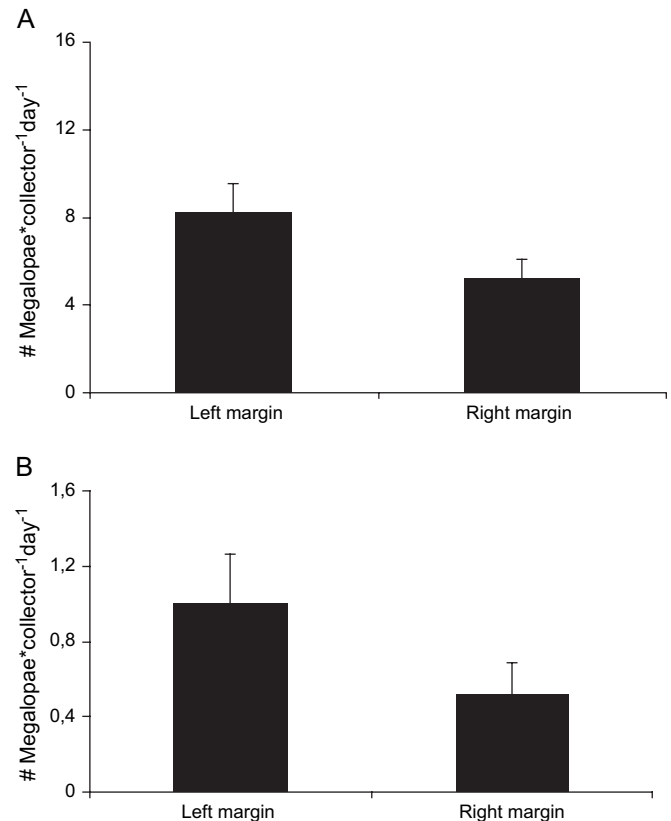 A
# Megalopae*collector-1day-1
16
12
8
4
0
Left margin Right margin
B
# Megalopae*collector-1day-1
1,6
1,2
0,8
0,4
0
Left margin Right margin